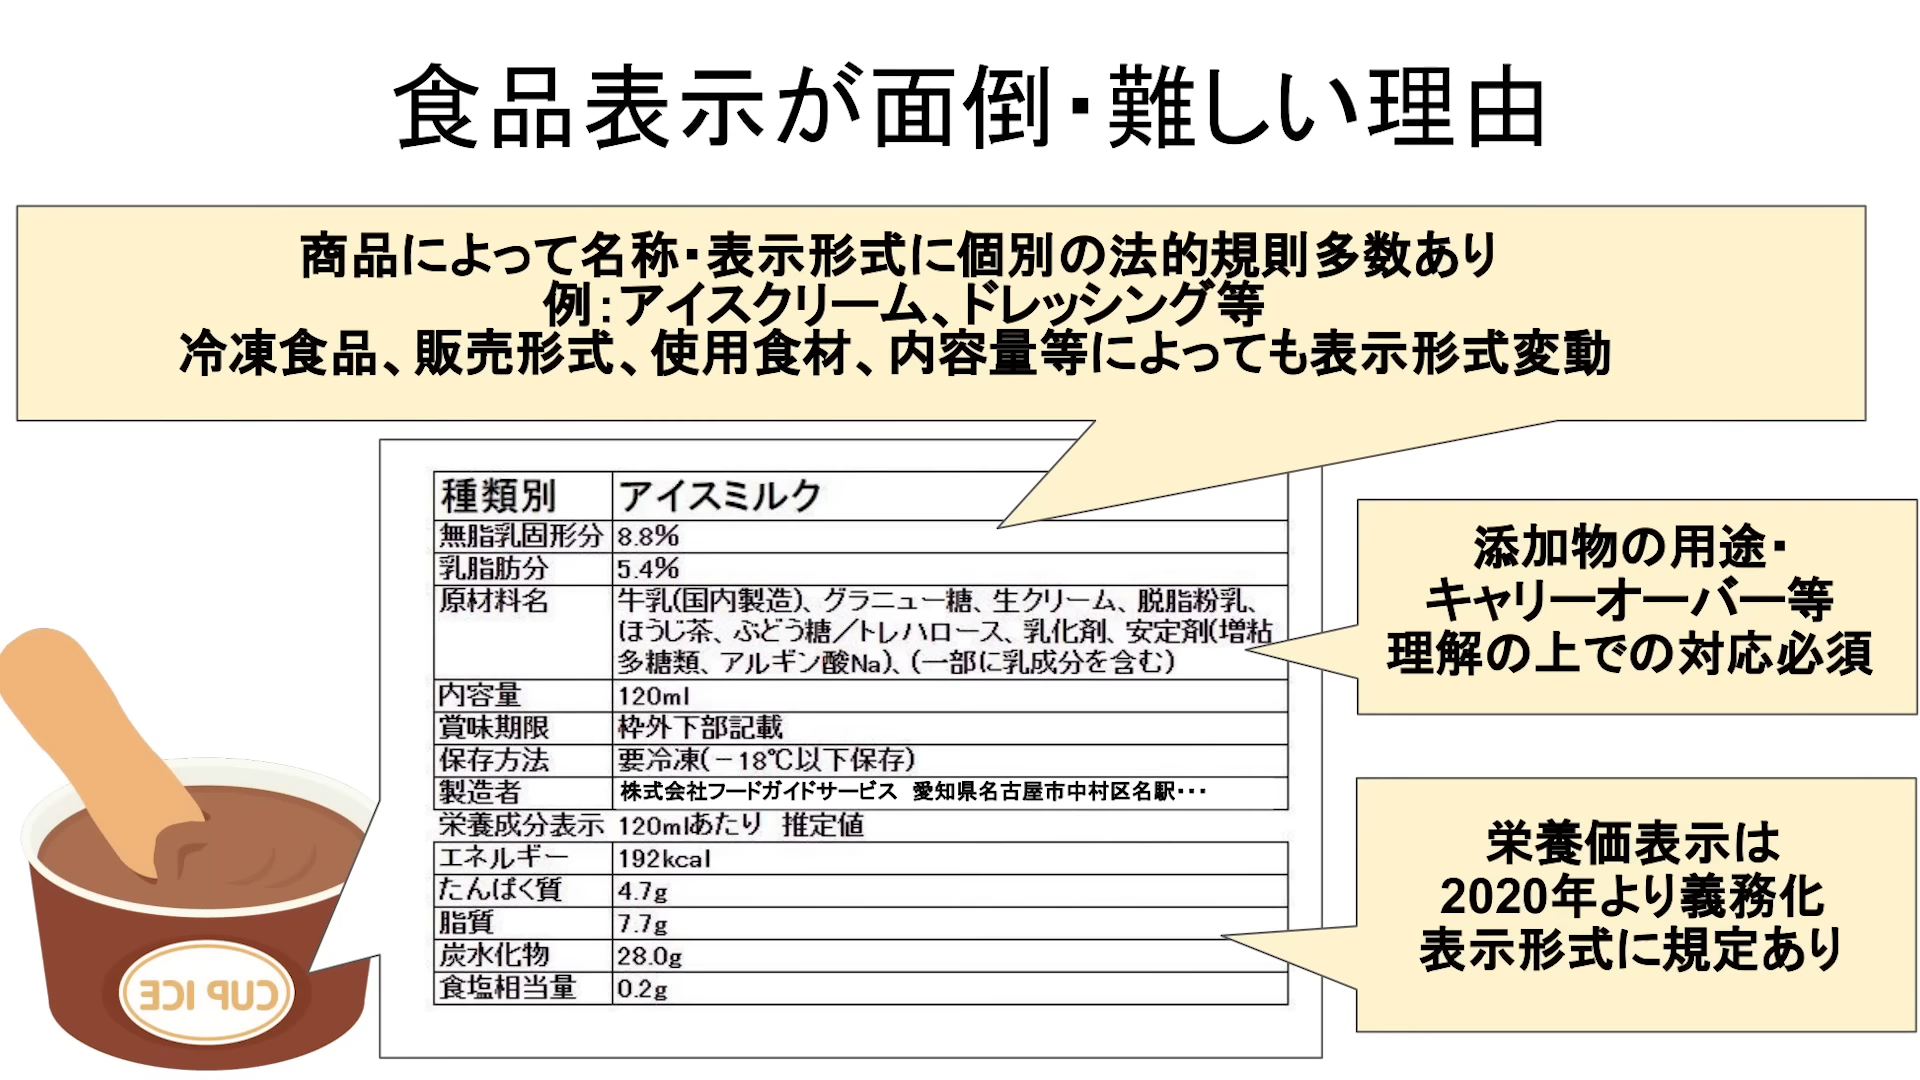 食品表示が面倒・難しい理由
商品によって名称・表示形式に個別の法的規則多数あり
例：アイスクリーム、ドレッシング等
冷凍食品、販売形式、使用食材、内容量等によっても表示形式変動
種類別 アイスミルク
無脂乳固形分 8.8%
乳脂肪分 5.4%
原材料名 牛乳(国内製造)、グラニュー糖、生クリーム、脱脂粉乳、
ほうじ茶、ぶどう糖／トレハロース、乳化剤、安定剤(増粘
多糖類、アルギン酸Na)、(一部に乳成分を含む)
内容量 120ml
賞味期限 枠外下部記載
保存方法 要冷凍(－18℃以下保存)
製造者 株式会社フードガイドサービス 愛知県名古屋市中村区名駅・・・
栄養成分表示 120mlあたり 推定値
エネルギー 192kcal
たんぱく質 4.7g
脂質 7.7g
炭水化物 28.0g
食塩相当量 0.2g
添加物の用途・
キャリーオーバー等
理解の上での対応必須
栄養価表示は
2020年より義務化
表示形式に規定あり
CUP ICE